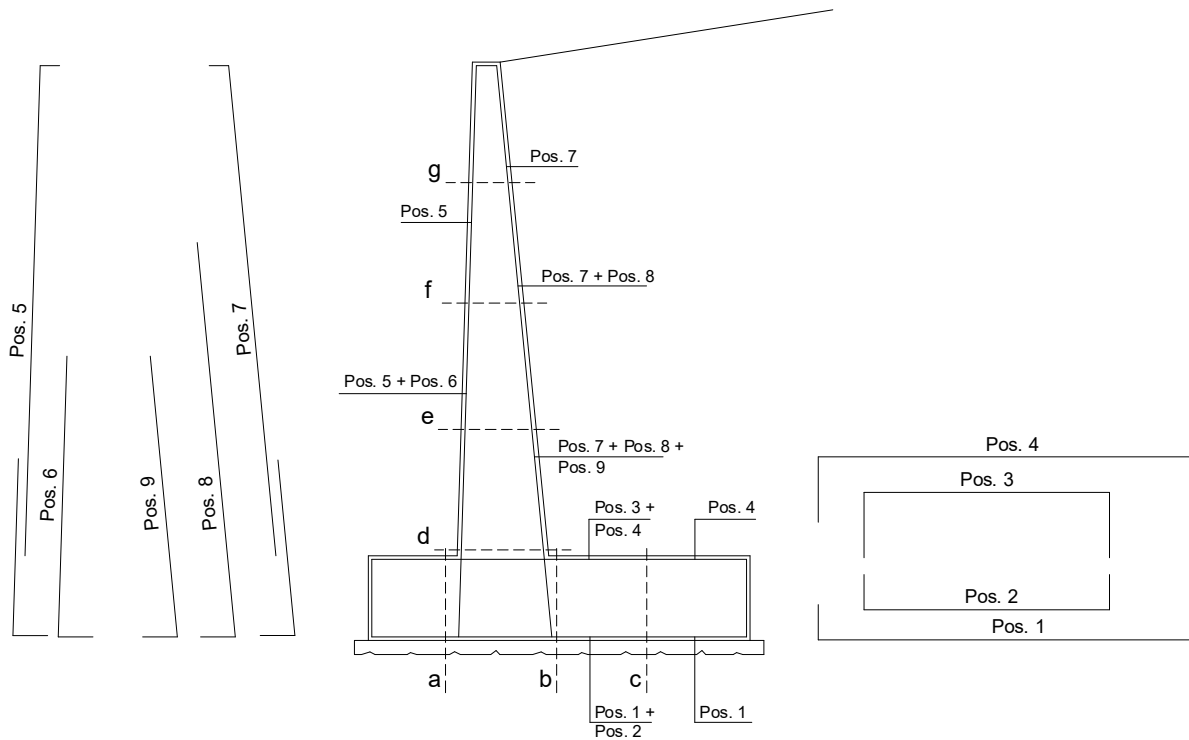 Pos. 7
g
Pos. 5
Pos. 7 + Pos. 8
f
Pos. 5
Pos. 7
Pos. 5 + Pos. 6
e
Pos. 7 + Pos. 8 +
Pos. 9
Pos. 4
Pos. 6
Pos. 9
Pos. 8
Pos. 3
Pos. 3 +
Pos. 4
Pos. 4
d
Pos. 2
Pos. 1
a
b
c
Pos. 1 +
Pos. 2
Pos. 1